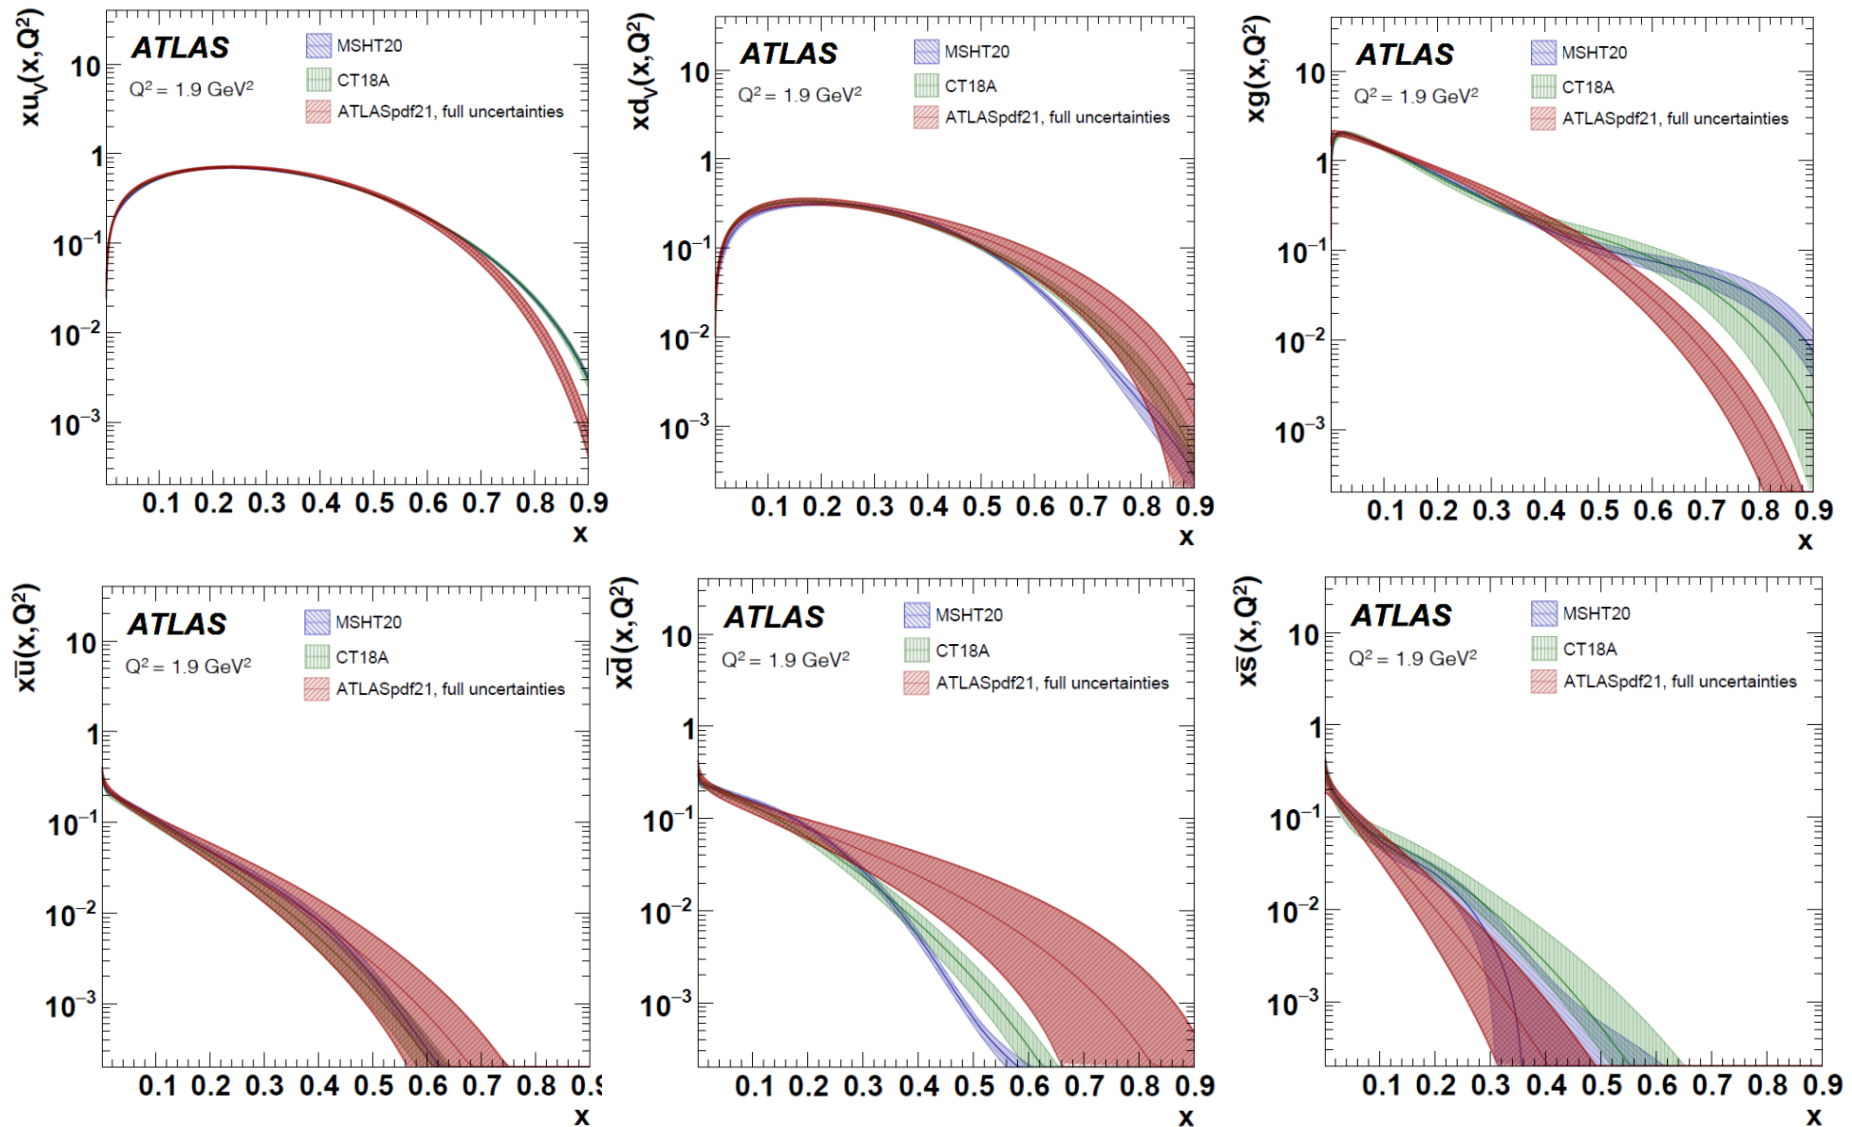 xu_V(x,Q²)
ATLAS
Q² = 1.9 GeV²
MSHT20
CT18A
ATLASpdf21, full uncertainties
10
1
10⁻¹
10⁻²
10⁻³
0.1 0.2 0.3 0.4 0.5 0.6 0.7 0.8 0.9
x
xd_V(x,Q²)
ATLAS
Q² = 1.9 GeV²
MSHT20
CT18A
ATLASpdf21, full uncertainties
10
1
10⁻¹
10⁻²
10⁻³
0.1 0.2 0.3 0.4 0.5 0.6 0.7 0.8 0.9
x
xg(x,Q²)
ATLAS
Q² = 1.9 GeV²
MSHT20
CT18A
ATLASpdf21, full uncertainties
10
1
10⁻¹
10⁻²
10⁻³
0.1 0.2 0.3 0.4 0.5 0.6 0.7 0.8 0.9
x
xū(x,Q²)
ATLAS
Q² = 1.9 GeV²
MSHT20
CT18A
ATLASpdf21, full uncertainties
10
1
10⁻¹
10⁻²
10⁻³
0.1 0.2 0.3 0.4 0.5 0.6 0.7 0.8 0.9
x
xd̄(x,Q²)
ATLAS
Q² = 1.9 GeV²
MSHT20
CT18A
ATLASpdf21, full uncertainties
10
1
10⁻¹
10⁻²
10⁻³
0.1 0.2 0.3 0.4 0.5 0.6 0.7 0.8 0.9
x
xs̄(x,Q²)
ATLAS
Q² = 1.9 GeV²
MSHT20
CT18A
ATLASpdf21, full uncertainties
10
1
10⁻¹
10⁻²
10⁻³
0.1 0.2 0.3 0.4 0.5 0.6 0.7 0.8 0.9
x